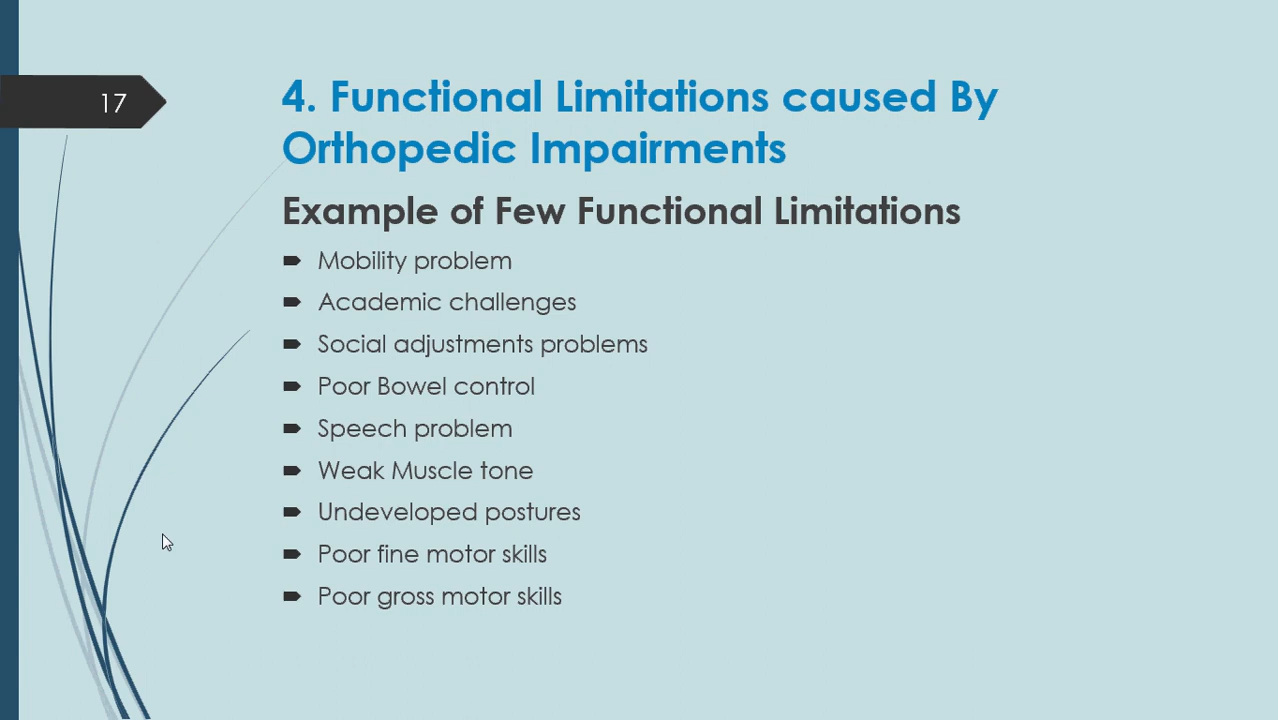 17
4. Functional Limitations caused By
Orthopedic Impairments
Example of Few Functional Limitations
Mobility problem
Academic challenges
Social adjustments problems
Poor Bowel control
Speech problem
Weak Muscle tone
Undeveloped postures
Poor fine motor skills
Poor gross motor skills